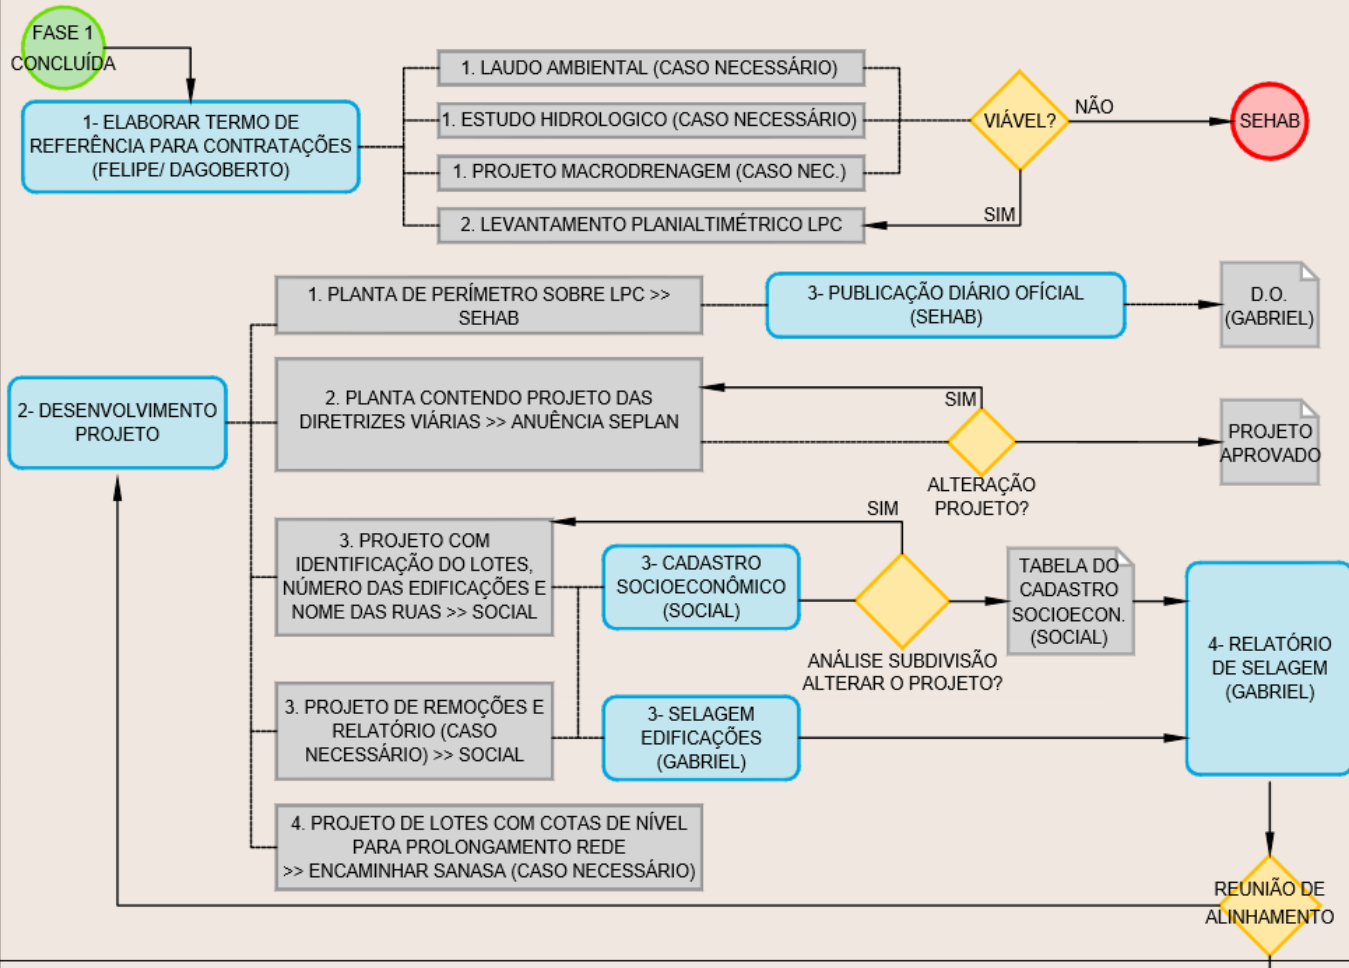 FASE 1
CONCLUÍDA
1- ELABORAR TERMO DE
REFERÊNCIA PARA CONTRATAÇÕES
(FELIPE/ DAGOBERTO)
1. LAUDO AMBIENTAL (CASO NECESSÁRIO)
1. ESTUDO HIDROLOGICO (CASO NECESSÁRIO)
1. PROJETO MACRODRENAGEM (CASO NEC.)
2. LEVANTAMENTO PLANIALTIMÉTRICO LPC
VIÁVEL?
NÃO
SEHAB
SIM
1. PLANTA DE PERÍMETRO SOBRE LPC >>
SEHAB
3- PUBLICAÇÃO DIÁRIO OFÍCIAL
(SEHAB)
D.O.
(GABRIEL)
2- DESENVOLVIMENTO
PROJETO
2. PLANTA CONTENDO PROJETO DAS
DIRETRIZES VIÁRIAS >> ANUÊNCIA SEPLAN
SIM
ALTERAÇÃO
PROJETO?
PROJETO
APROVADO
3. PROJETO COM
IDENTIFICAÇÃO DO LOTES,
NÚMERO DAS EDIFICAÇÕES E
NOME DAS RUAS >> SOCIAL
3- CADASTRO
SOCIOECONÔMICO
(SOCIAL)
SIM
ANÁLISE SUBDIVISÃO
ALTERAR O PROJETO?
TABELA DO
CADASTRO
SOCIOECON.
(SOCIAL)
4- RELATÓRIO
DE SELAGEM
(GABRIEL)
3. PROJETO DE REMOÇÕES E
RELATÓRIO (CASO
NECESSÁRIO) >> SOCIAL
3- SELAGEM
EDIFICAÇÕES
(GABRIEL)
4. PROJETO DE LOTES COM COTAS DE NÍVEL
PARA PROLONGAMENTO REDE
>> ENCAMINHAR SANASA (CASO NECESSÁRIO)
REUNIÃO DE
ALINHAMENTO